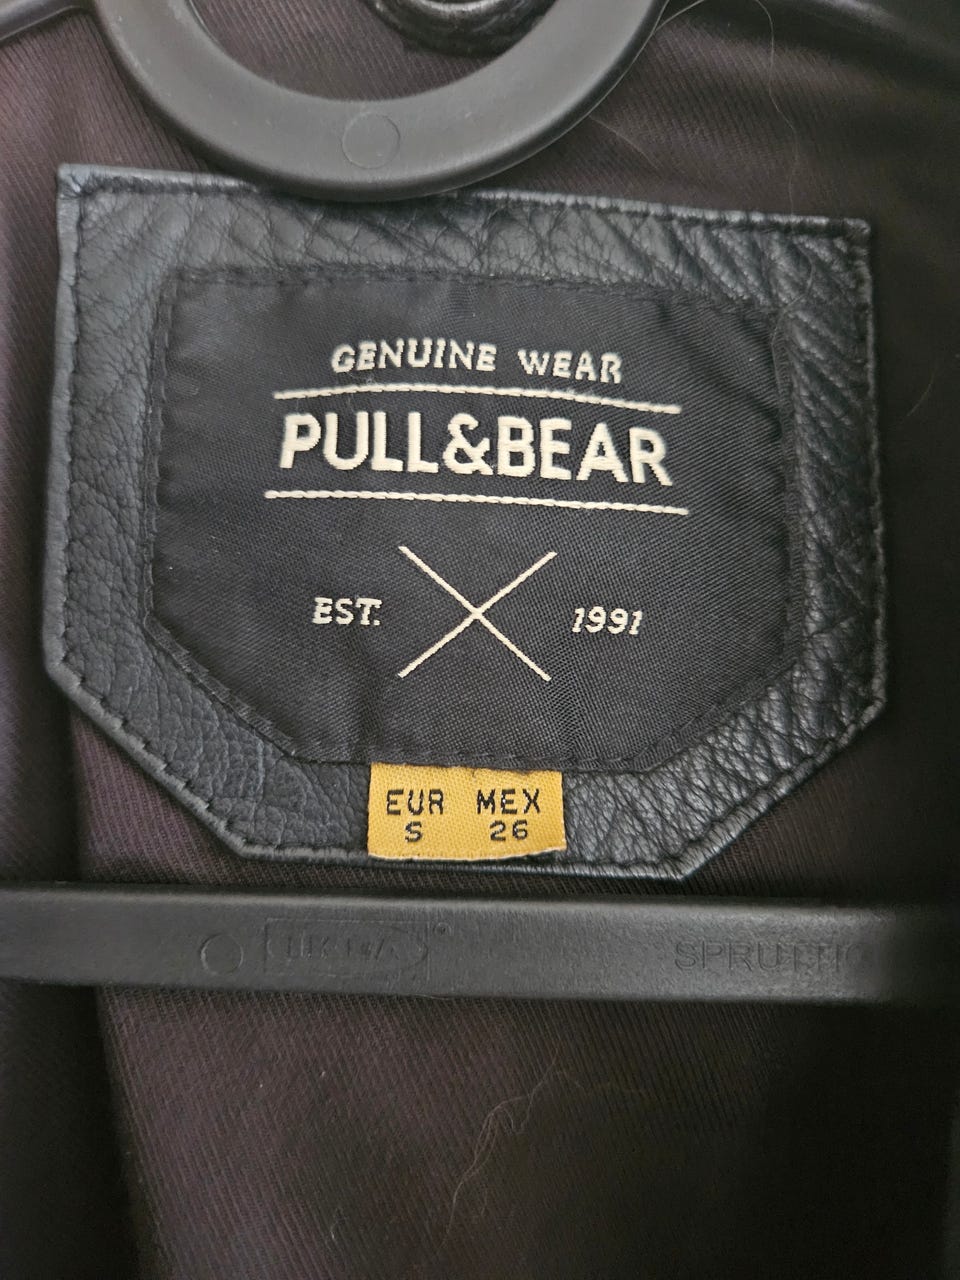 GENUINE WEAR
PULL&BEAR
EST. 1991
EUR MEX
S 26